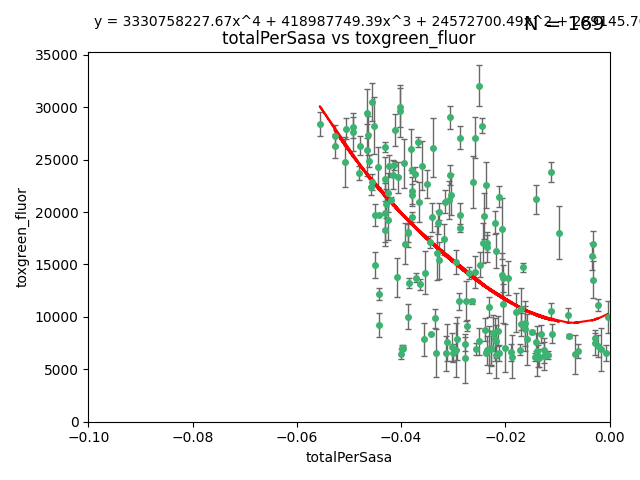 y = 3330758227.67x^4 + 418987749.39x^3 + 24572700.49x^2 +
N = 169
totalPerSasa vs toxgreen_fluor
35000
30000
25000
20000
15000
10000
5000
0
toxgreen_fluor
−0.10 −0.08 −0.06 −0.04 −0.02 0.00
totalPerSasa